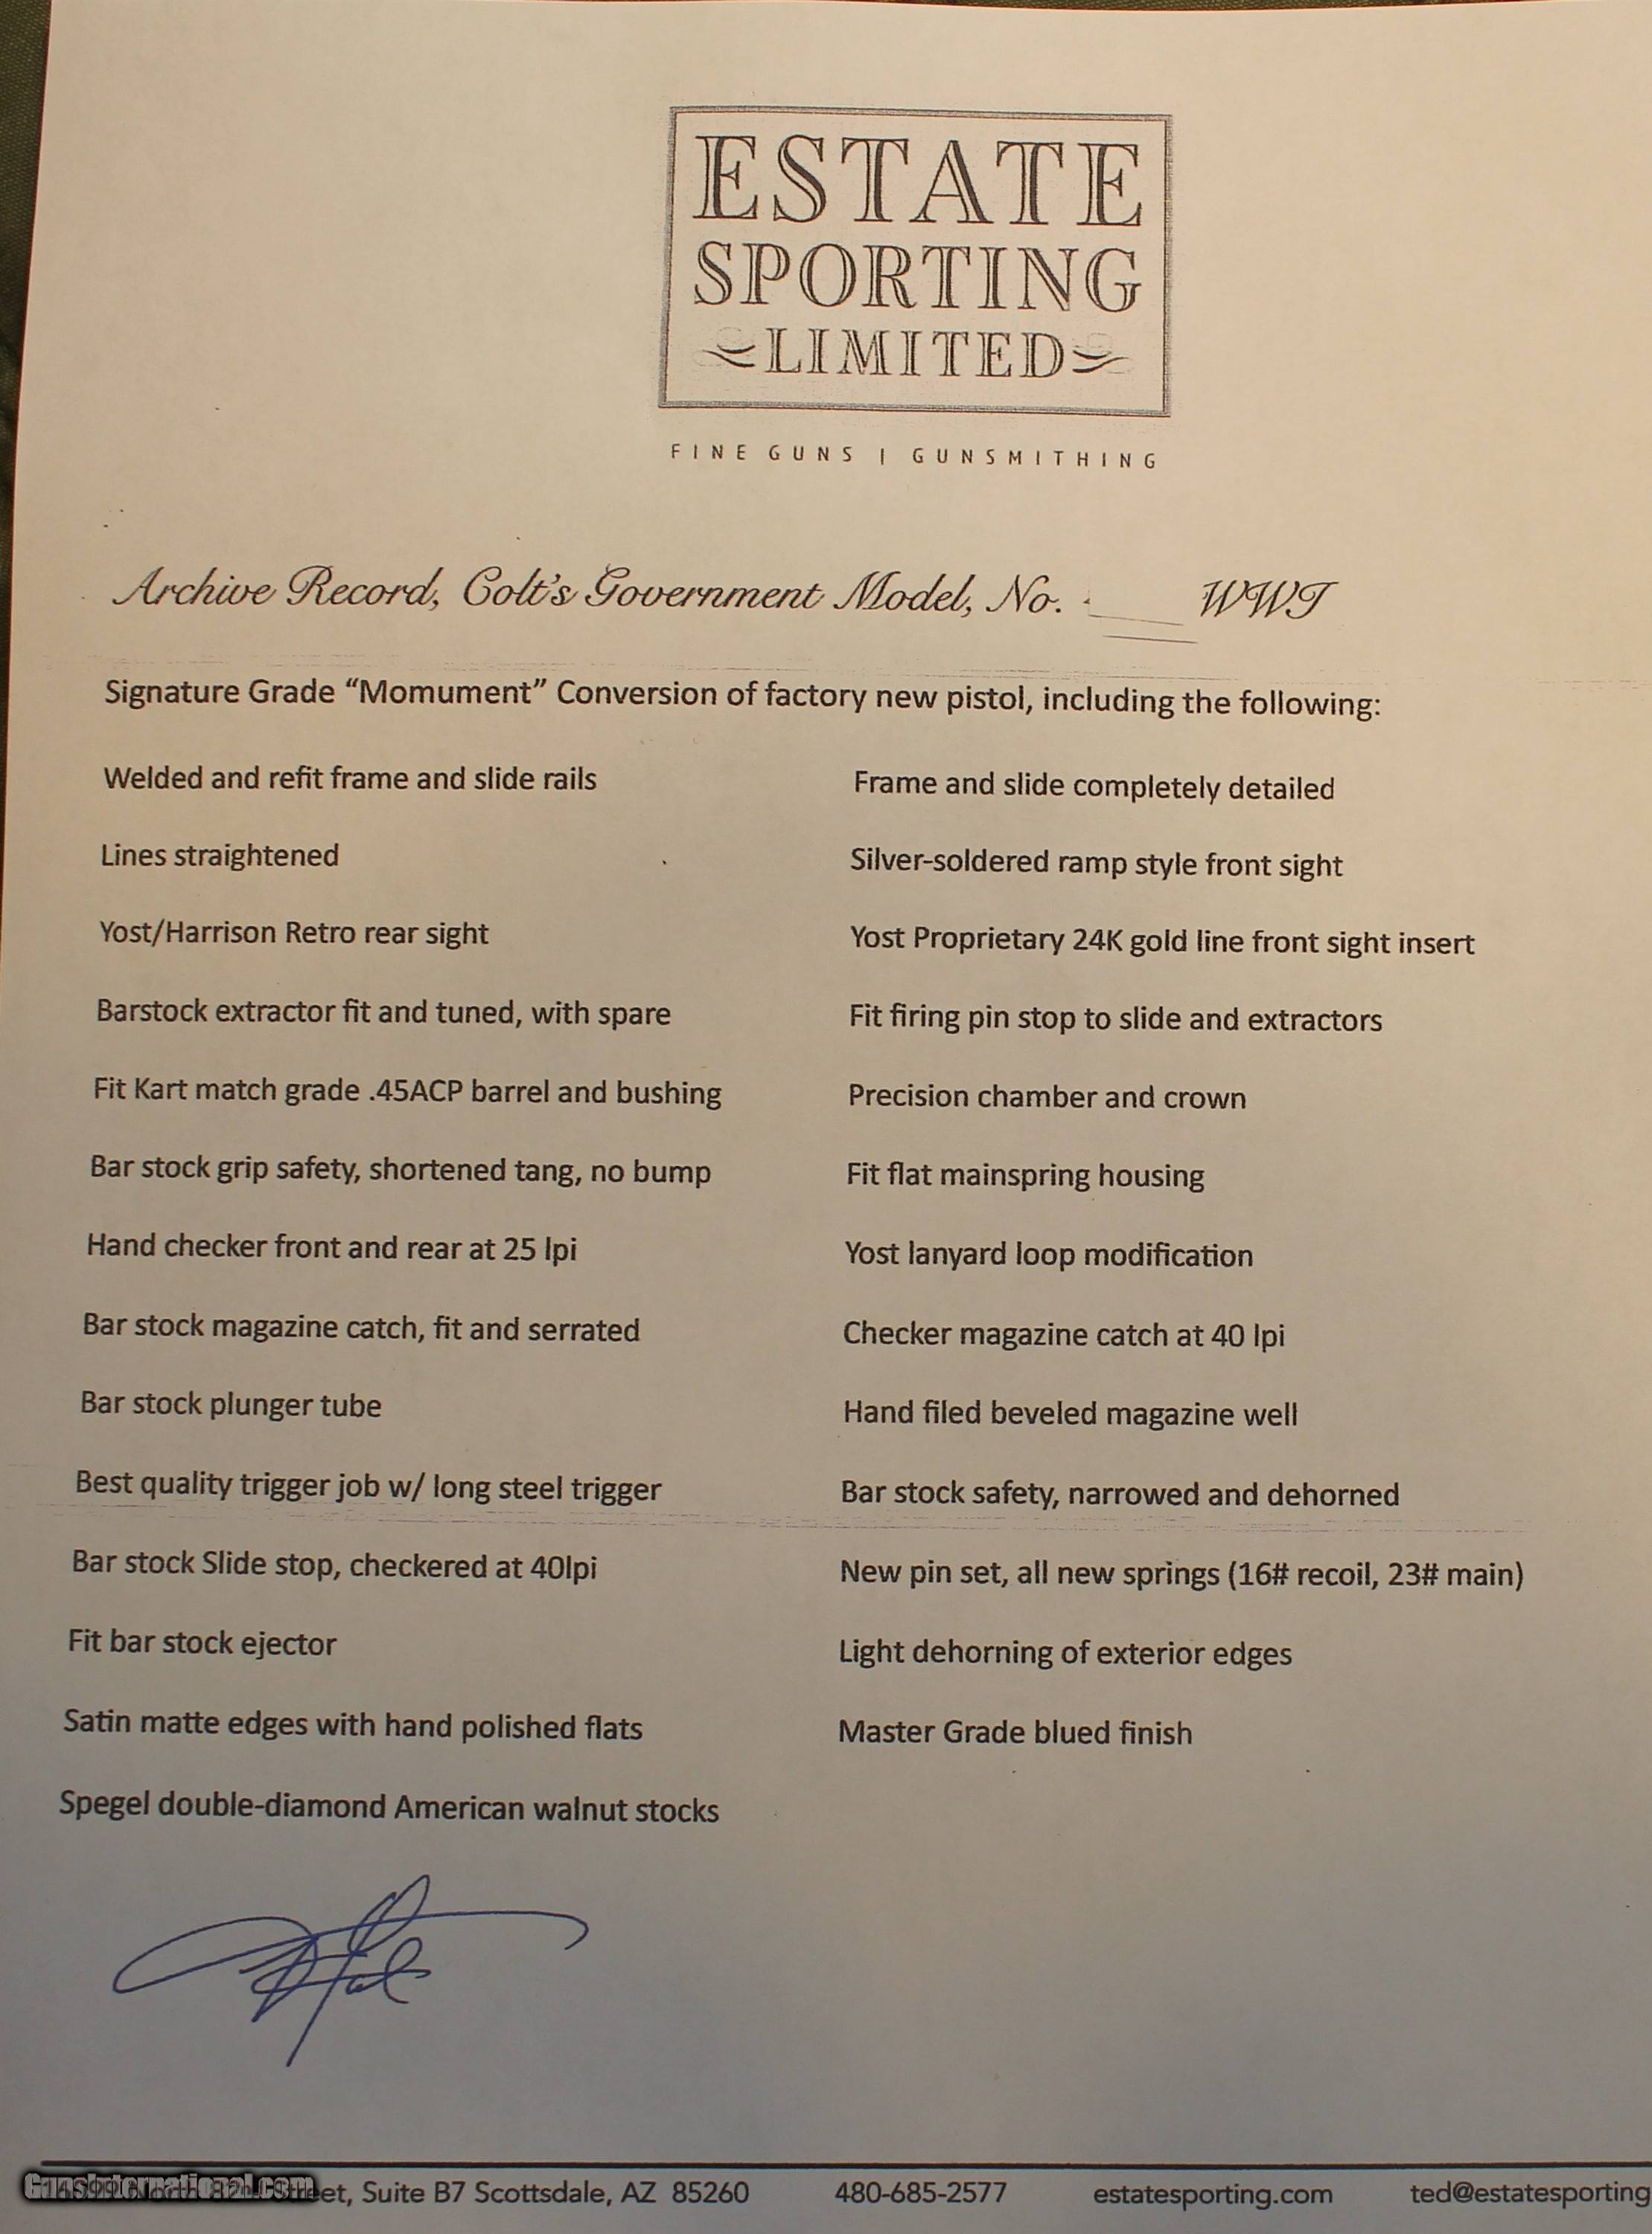 ESTATE
SPORTING
LIMITED
FINE GUNS | GUNSMITHING
Archive Record, Colt's Government Model, No. WWI
Signature Grade “Momument” Conversion of factory new pistol, including the following:
Welded and refit frame and slide rails
Frame and slide completely detailed
Lines straightened
Silver-soldered ramp style front sight
Yost/Harrison Retro rear sight
Yost Proprietary 24K gold line front sight insert
Barstock extractor fit and tuned, with spare
Fit firing pin stop to slide and extractors
Fit Kart match grade .45ACP barrel and bushing
Precision chamber and crown
Bar stock grip safety, shortened tang, no bump
Fit flat mainspring housing
Hand checker front and rear at 25 lpi
Yost lanyard loop modification
Bar stock magazine catch, fit and serrated
Checker magazine catch at 40 lpi
Bar stock plunger tube
Hand filed beveled magazine well
Best quality trigger job w/ long steel trigger
Bar stock safety, narrowed and dehorned
Bar stock Slide stop, checkered at 40lpi
New pin set, all new springs (16# recoil, 23# main)
Fit bar stock ejector
Light dehorning of exterior edges
Satin matte edges with hand polished flats
Master Grade blued finish
Spegel double-diamond American walnut stocks
GunsInternational.com
Suite B7 Scottsdale, AZ 85260 480-685-2577 estatesporting.com ted@estatesporting